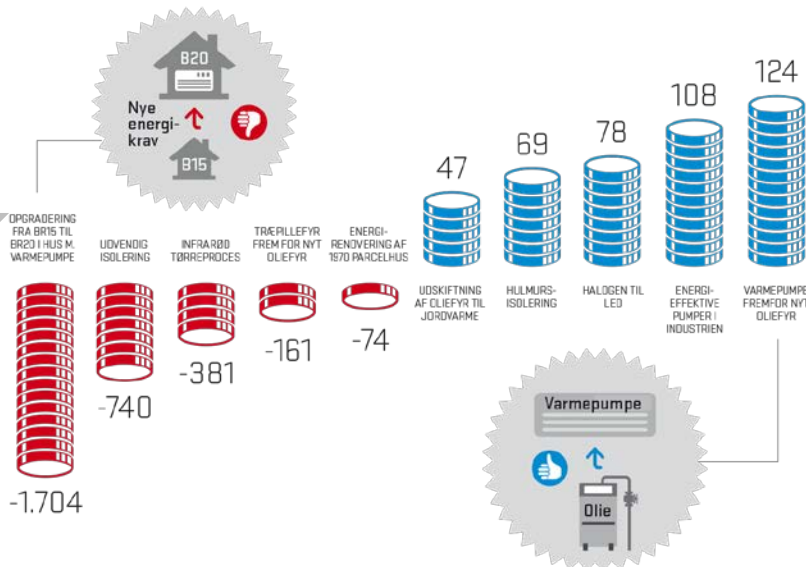 B20
Nye
energi-
krav
B15
OPGRADERING
FRA BR15 TIL
BR20 I HUS M.
VARMEPUMPE
-1.704
UDVENDIG
ISOLERING
-740
INFRARØD
TØRREPROCES
-381
TRÆPILLEFYR
FREM FOR NYT
OLIEFYR
-161
ENERGI-
RENOVERING AF
1970 PARCELHUS
-74
47
UDSKIFTNING
AF OLIEFYR TIL
JORDVARME
69
HULMURS-
ISOLERING
78
HALOGEN TIL
LED
108
ENERGI-
EFFEKTIVE
PUMPER I
INDUSTRIEN
124
VARMEPUMPE
FREMFOR NYT
OLIEFYR
Varmepumpe
Olie